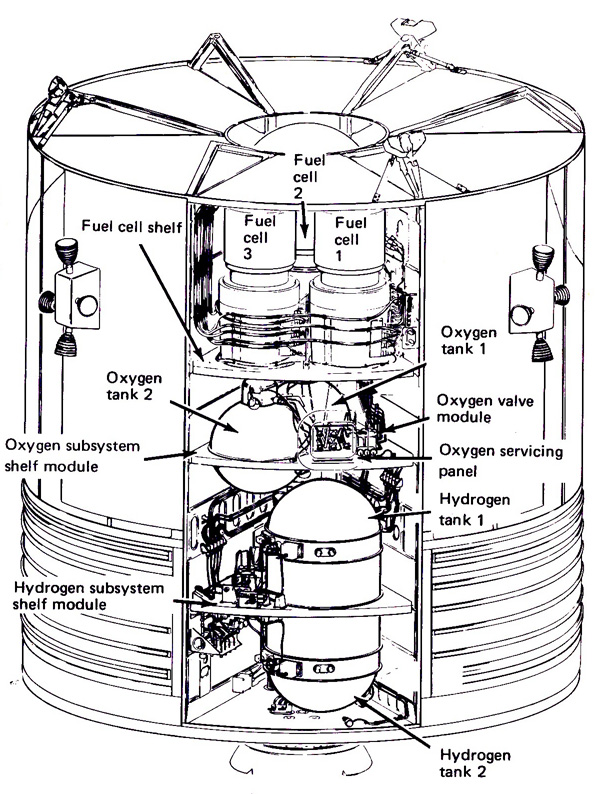 Fuel
cell
2
Fuel
cell
3
Fuel
cell
1
Fuel cell shelf
Oxygen
tank 1
Oxygen
tank 2
Oxygen valve
module
Oxygen subsystem
shelf module
Oxygen servicing
panel
Hydrogen
tank 1
Hydrogen subsystem
shelf module
Hydrogen
tank 2